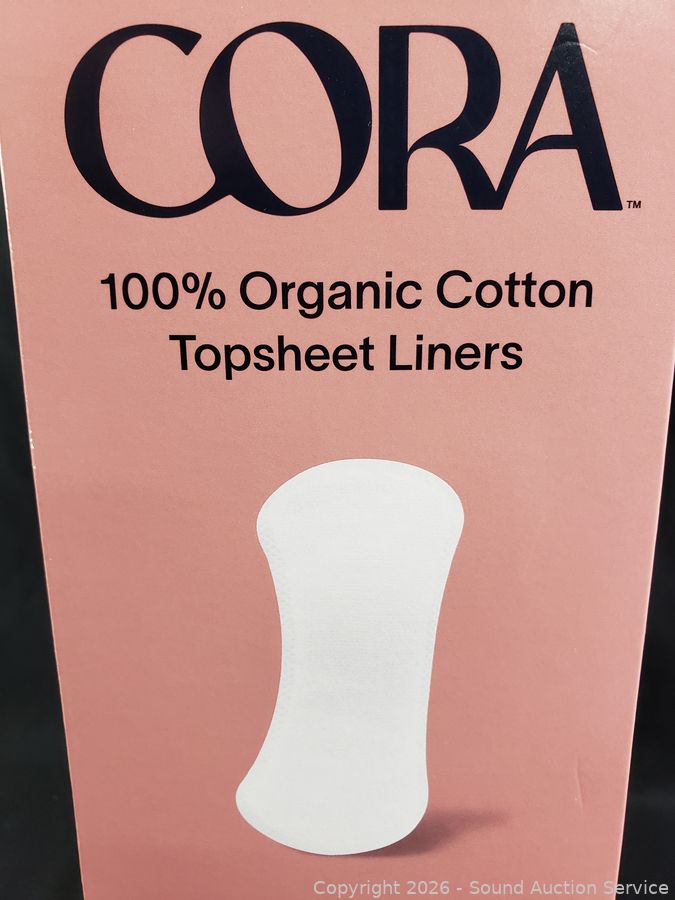 CORA™
100% Organic Cotton
Topsheet Liners
Copyright 2026 - Sound Auction Service